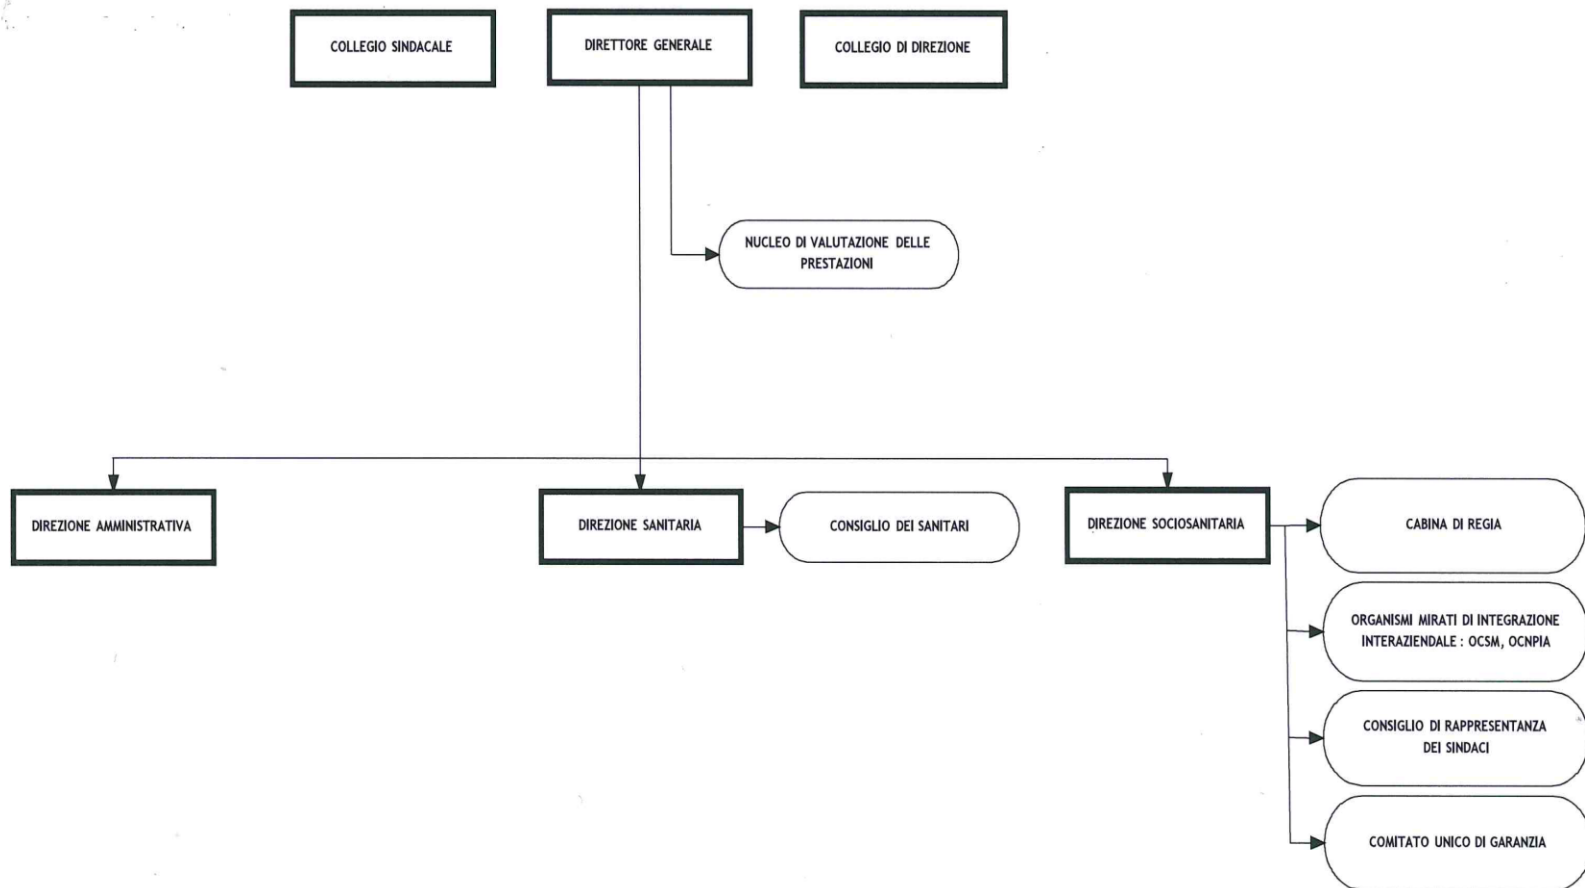 COLLEGIO SINDACALE
DIRETTORE GENERALE
COLLEGIO DI DIREZIONE
NUCLEO DI VALUTAZIONE DELLE
PRESTAZIONI
DIREZIONE AMMINISTRATIVA
DIREZIONE SANITARIA
CONSIGLIO DEI SANITARI
DIREZIONE SOCIOSANITARIA
CABINA DI REGIA
ORGANISMI MIRATI DI INTEGRAZIONE
INTERAZIENDALE : OCSM, OCNPIA
CONSIGLIO DI RAPPRESENTANZA
DEI SINDACI
COMITATO UNICO DI GARANZIA